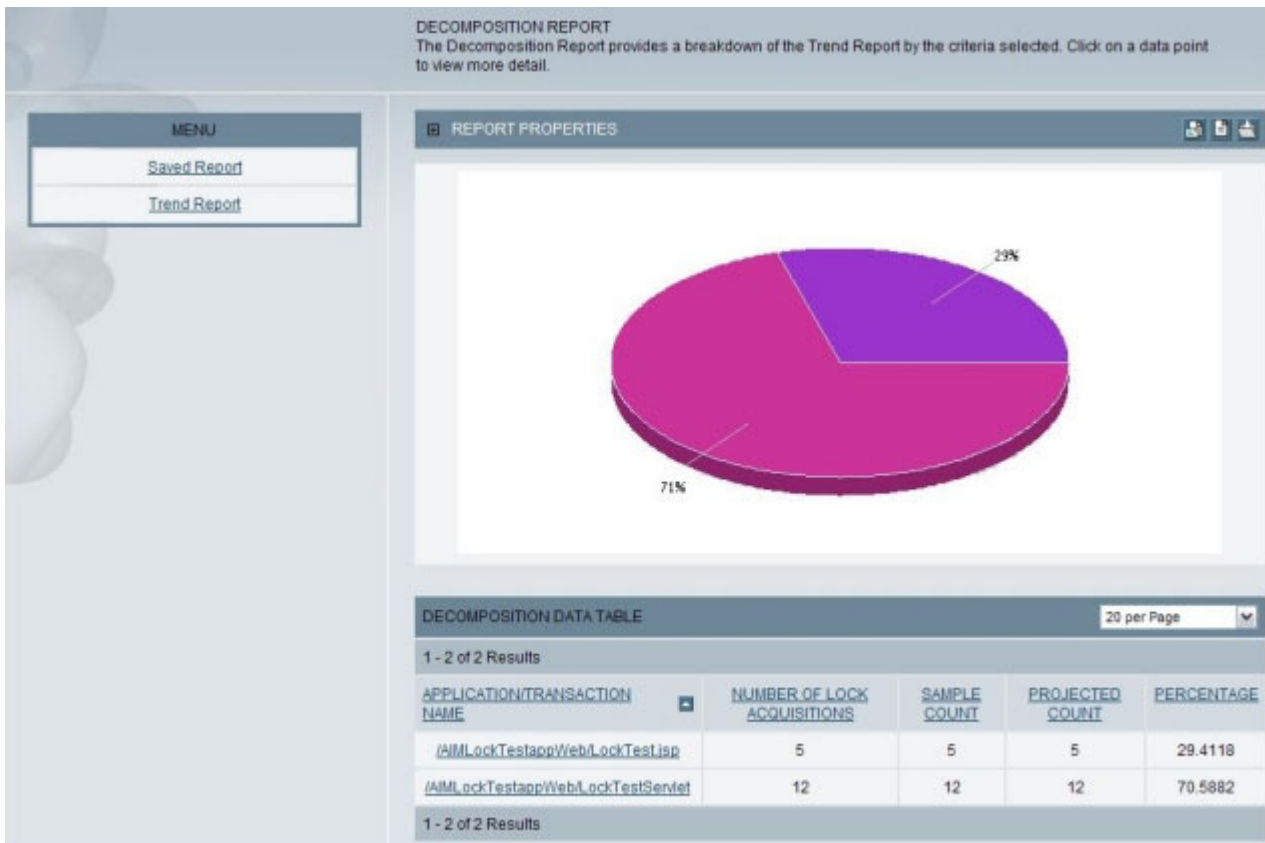 DECOMPOSITION REPORT
The Decomposition Report provides a breakdown of the Trend Report by the criteria selected. Click on a data point
to view more detail.
MENU
Saved Report
Trend Report
REPORT PROPERTIES
29%
71%
DECOMPOSITION DATA TABLE
20 per Page
1 - 2 of 2 Results
APPLICATION/TRANSACTION NAME NUMBER OF LOCK ACQUISITIONS SAMPLE COUNT PROJECTED COUNT PERCENTAGE
/AIMLockTestappWeb/LockTest.jsp 5 5 5 29.4118
/AIMLockTestappWeb/LockTestServlet 12 12 12 70.5882
1 - 2 of 2 Results